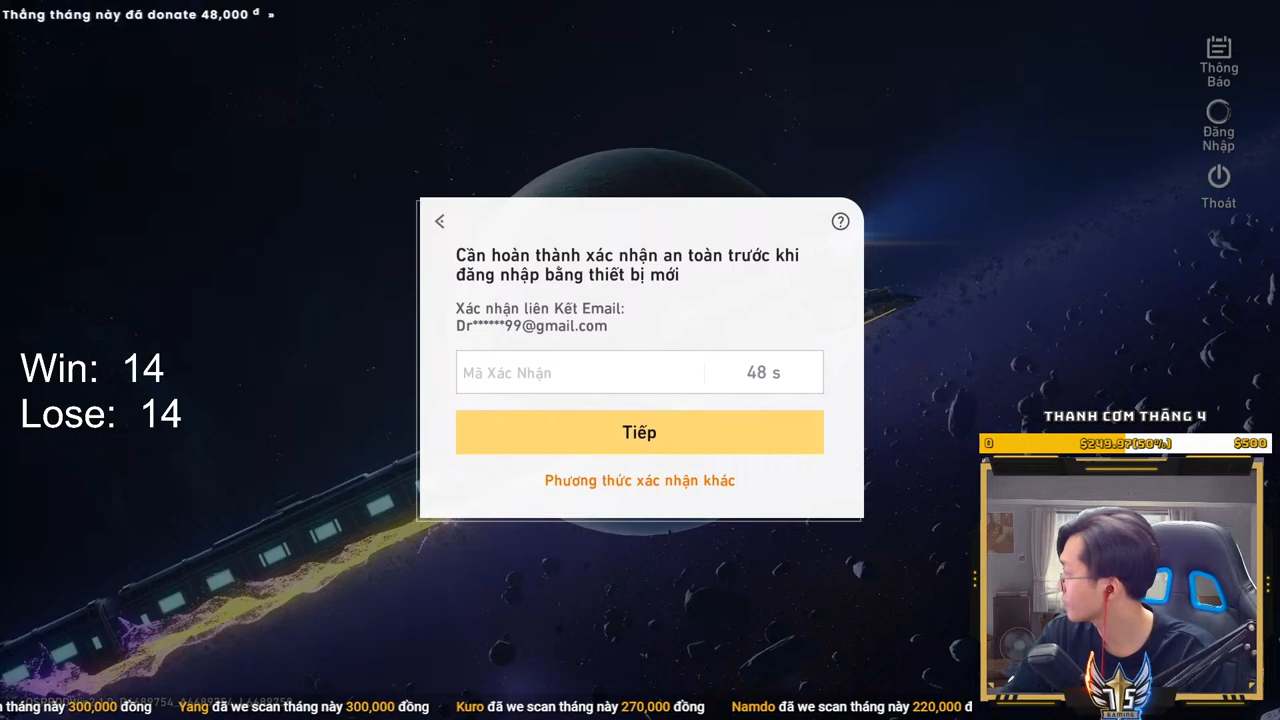 Thắng tháng này đã donate 48,000 đ »
Thông
Báo
Đăng
Nhập
Thoát
Cần hoàn thành xác nhận an toàn trước khi
đăng nhập bằng thiết bị mới
Xác nhận liên Kết Email:
Dr******99@gmail.com
Mã Xác Nhận
48 s
Tiếp
Phương thức xác nhận khác
Win: 14
Lose: 14
THANH CƠM THÁNG 4
0 $249.97(50%) $500
GAMING
n tháng này 300,000 đồng Yang đã we scan tháng này 300,000 đồng Kuro đã we scan tháng này 270,000 đồng Namdo đã we scan tháng này 220,000 đ